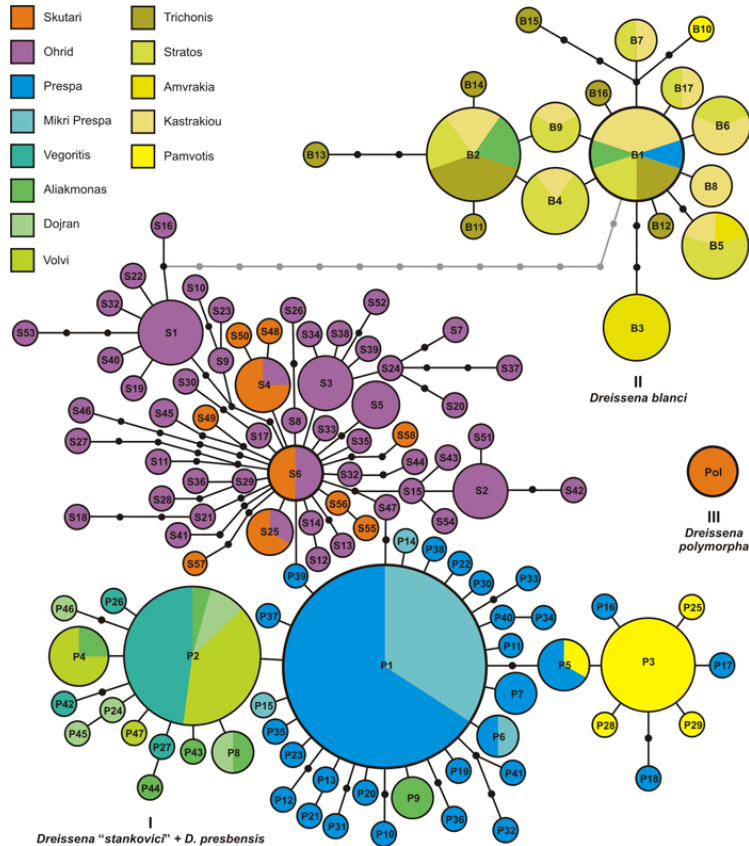 Skutari
Ohrid
Prespa
Mikri Prespa
Vegoritis
Aliakmonas
Dojran
Volvi
Trichonis
Stratos
Amvrakia
Kastrakiou
Pamvotis
B15
B7
B10
B14
B16
B17
B9
B6
B13
B2
B1
B8
B4
B11
B12
B5
B3
II
Dreissena blanci
S16
S22
S10
S32
S23
S26
S52
S53
S1
S50
S48
S34
S38
S7
S40
S9
S39
S19
S4
S3
S24
S37
S30
S5
S20
S46
S45
S49
S8
S33
S17
S35
S58
S51
S27
S11
S6
S32
S44
S43
S36
S29
S15
S2
S42
S28
S56
S47
S18
S21
S14
S55
S54
S41
S25
S13
S57
S12
Pol
III
Dreissena
polymorpha
P14
P38
P39
P22
P46
P26
P30
P33
P37
P40
P34
P16
P25
P4
P2
P1
P11
P5
P3
P17
P7
P42
P24
P15
P6
P45
P47
P35
P28
P29
P27
P43
P8
P23
P19
P41
P18
P44
P13
P20
P9
P12
P21
P31
P10
P36
P32
I
Dreissena “stankovici” + D. presbensis